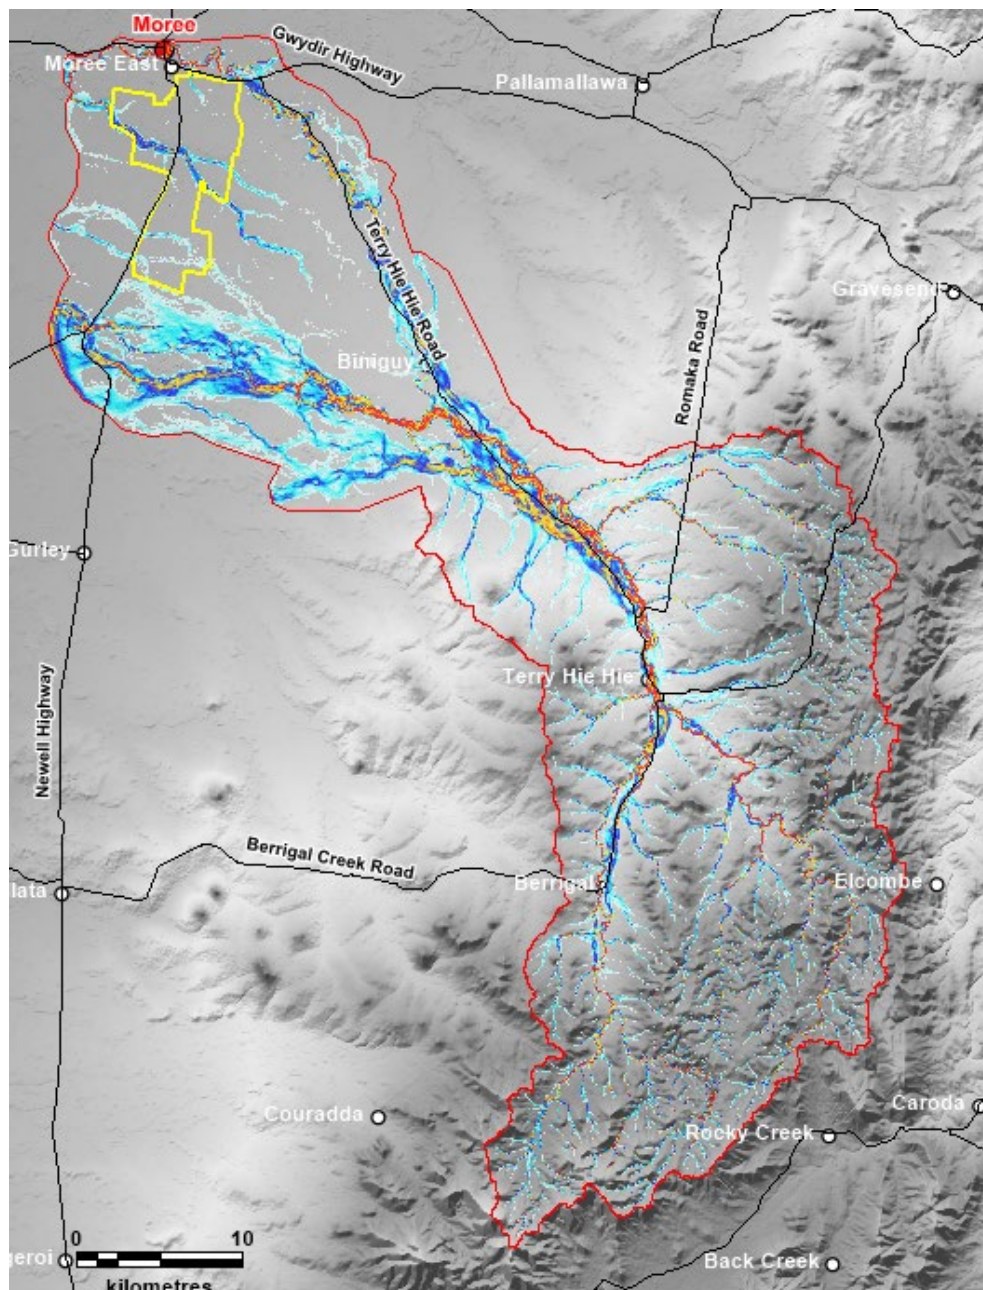 Moree
Gwydir Highway
Moree East
Pallamallawa
Terry Hie Hie Road
Gravesend
Romaka Road
Biniguy
Gurley
Terry Hie Hie
Newell Highway
Berrigal Creek Road
Berrigal
Elcombe
lata
Caroda
Couradda
Rocky Creek
0 10
geroi
Back Creek
kilometres